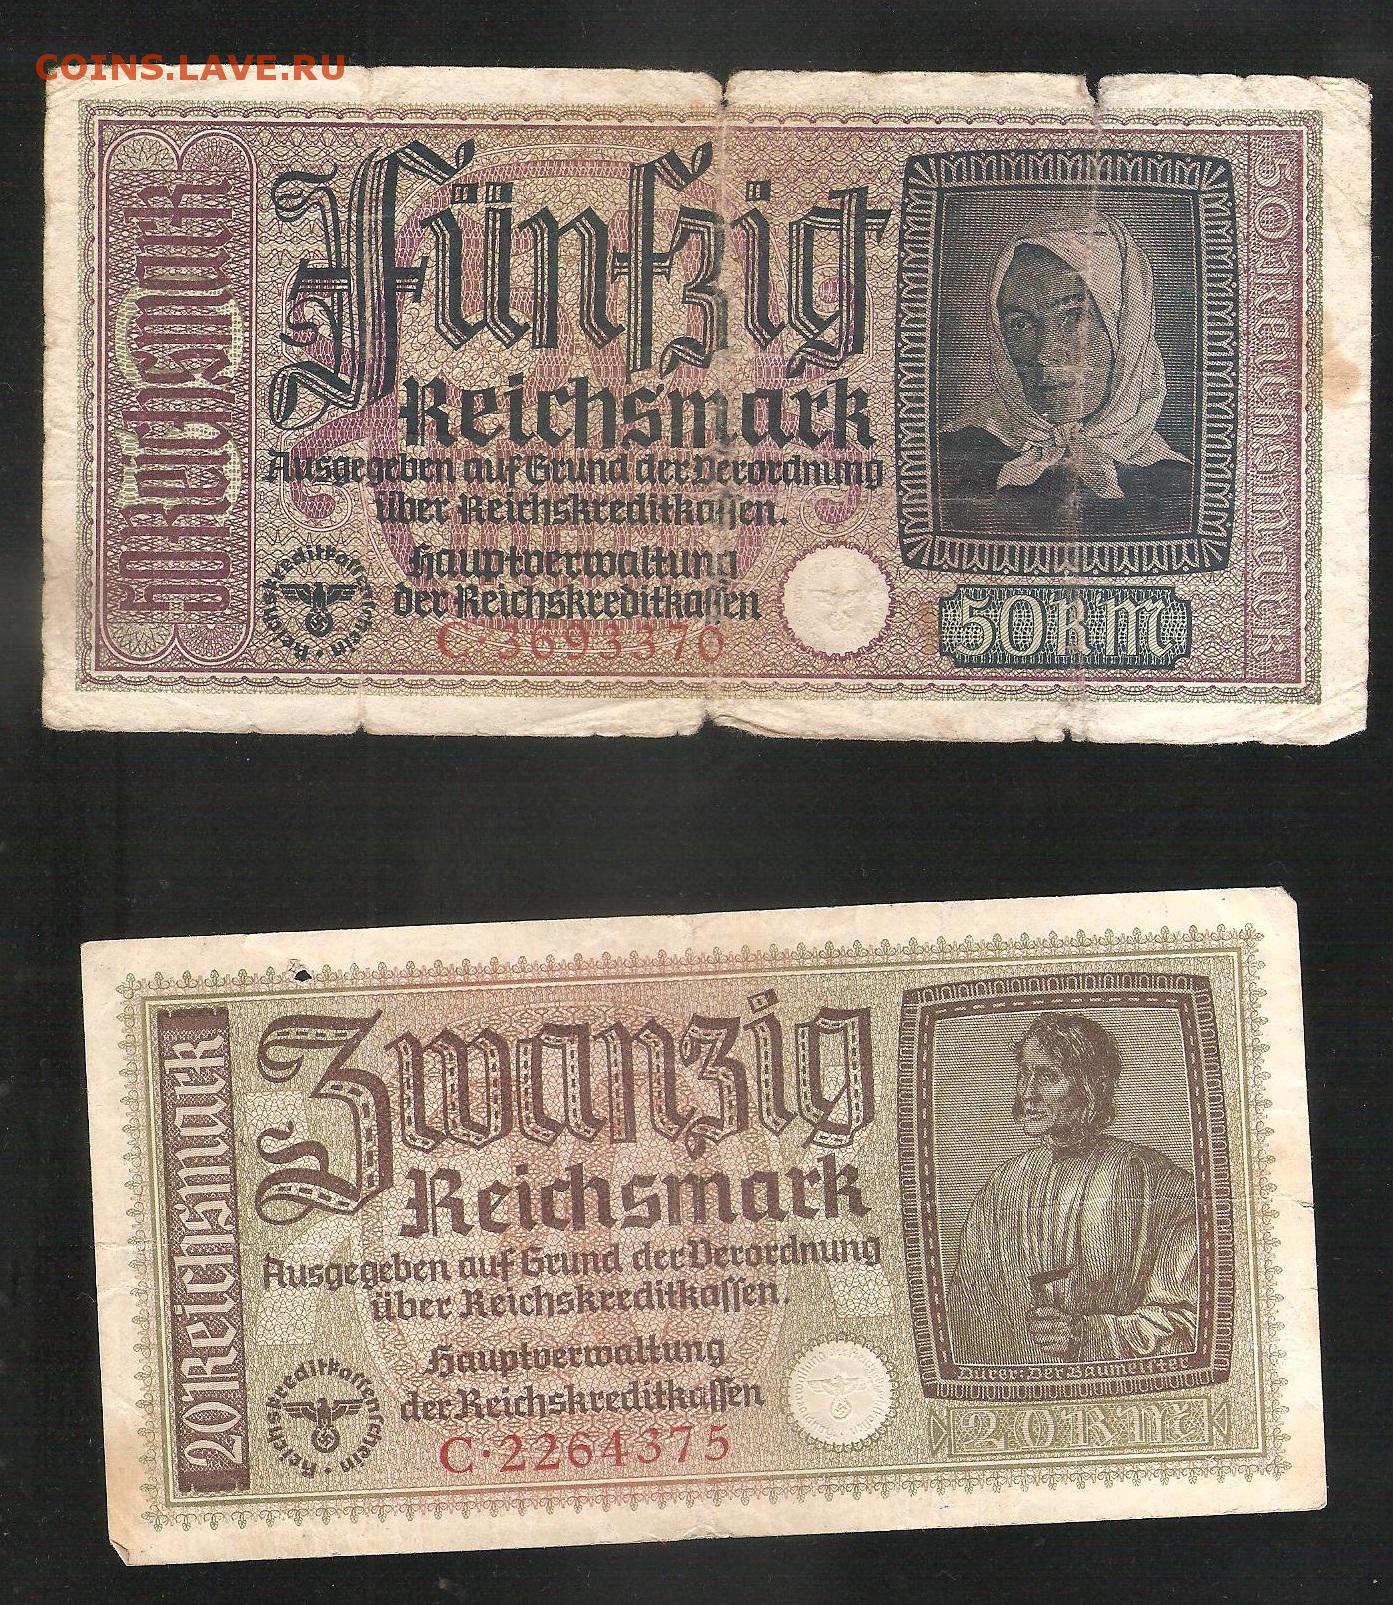 COINS.LAVE.RU
50 Reichsmark
Fünfzig
Reichsmark
Ausgegeben auf Grund der Verordnung
über Reichskreditkassen.
Hauptverwaltung
der Reichskreditkassen
C·3693370
Reichskreditkassenschein
50 RM
50 Reichsmark
20 Reichsmark
Zwanzig
Reichsmark
Ausgegeben auf Grund der Verordnung
über Reichskreditkassen.
Hauptverwaltung
der Reichskreditkassen
C·2264375
Reichskreditkassenschein
Dürer: Der Baumeister
20 RM